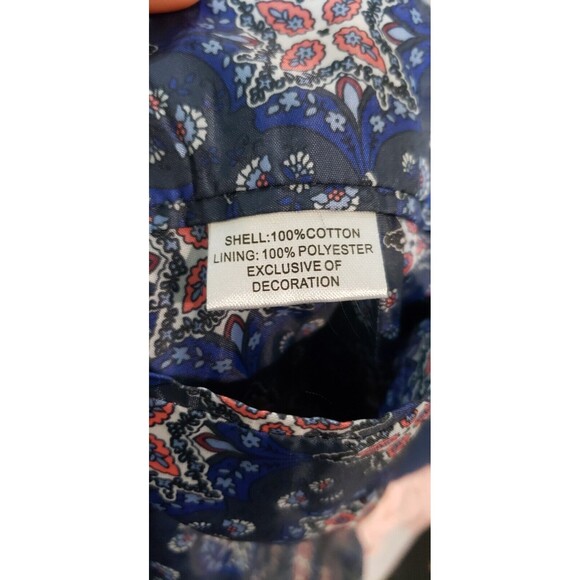 SHELL:100%COTTON
LINING: 100% POLYESTER
EXCLUSIVE OF
DECORATION